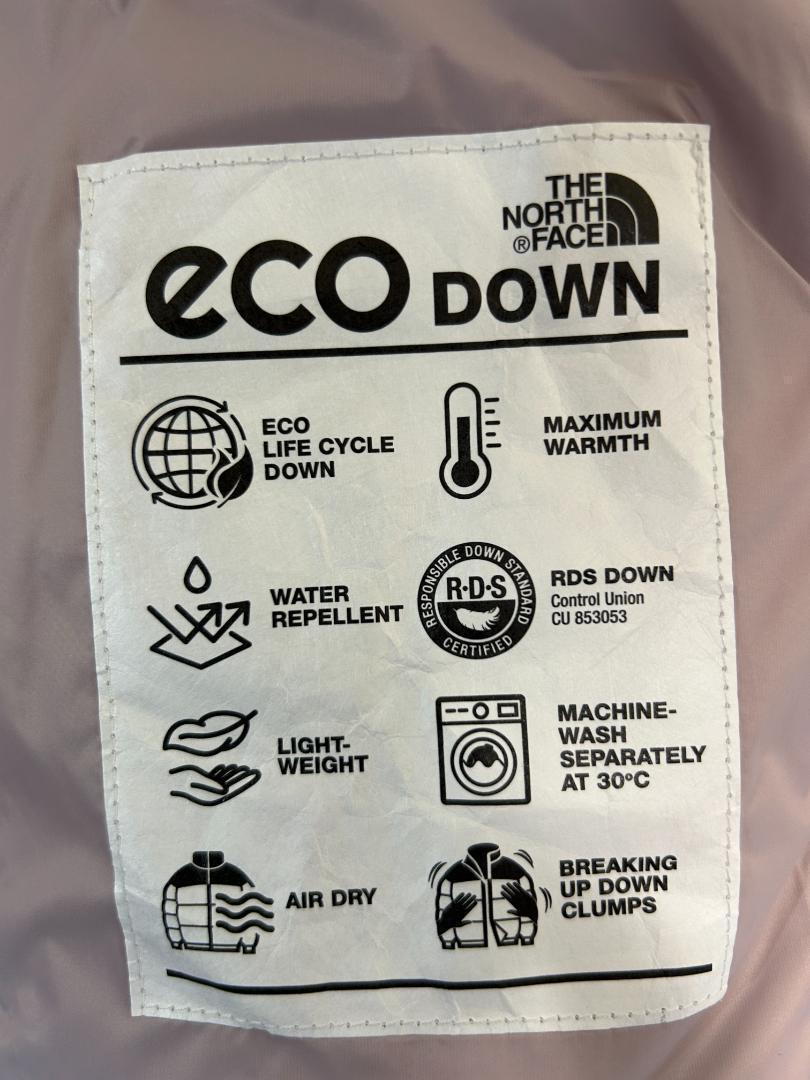 THE
NORTH
®FACE
eco DOWN
ECO
LIFE CYCLE
DOWN
MAXIMUM
WARMTH
WATER
REPELLENT
RESPONSIBLE DOWN STANDARD
R·D·S
CERTIFIED
RDS DOWN
Control Union
CU 853053
LIGHT-
WEIGHT
MACHINE-
WASH
SEPARATELY
AT 30°C
AIR DRY
BREAKING
UP DOWN
CLUMPS